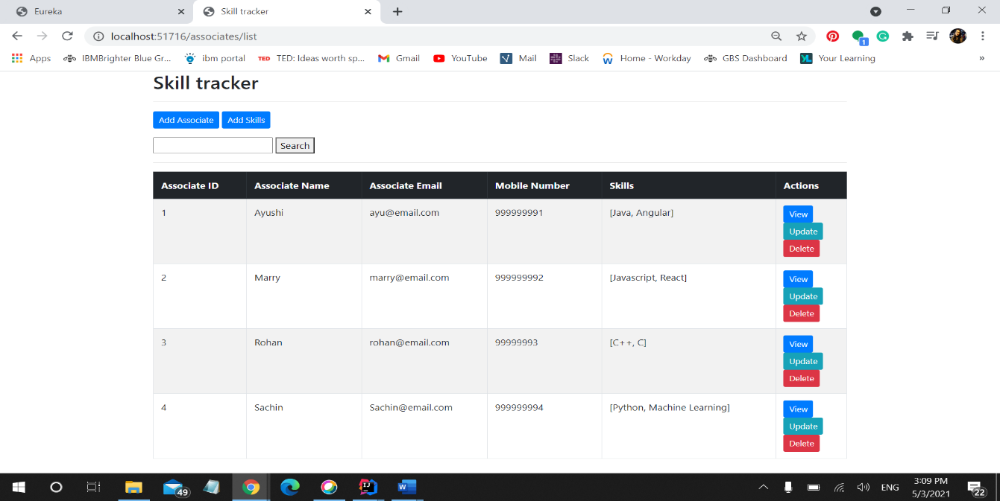 Eureka
Skill tracker
localhost:51716/associates/list
1
Apps
IBMBrighter Blue Gr...
ibm portal
TED
TED: Ideas worth sp...
Gmail
YouTube
Mail
Slack
Home - Workday
GBS Dashboard
YL
Your Learning
»
Skill tracker
Add Associate Add Skills
Search
Associate ID Associate Name Associate Email Mobile Number Skills Actions
1 Ayushi ayu@email.com 999999991 [Java, Angular] View
Update
Delete
2 Marry marry@email.com 999999992 [Javascript, React] View
Update
Delete
3 Rohan rohan@email.com 99999993 [C++, C] View
Update
Delete
4 Sachin Sachin@email.com 999999994 [Python, Machine Learning] View
Update
Delete
49
IJ
W
ENG
3:09 PM
5/3/2021
22